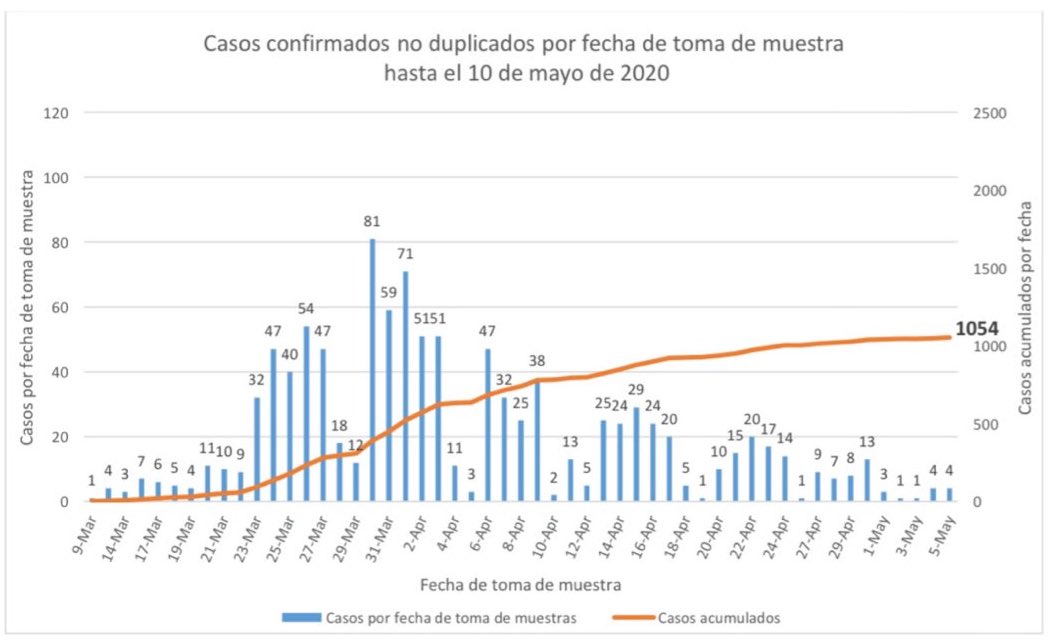 Casos confirmados no duplicados por fecha de toma de muestra
hasta el 10 de mayo de 2020
Casos por fecha de toma de muestra
120
100
80
60
40
20
0
2500
2000
1500
1000
500
0
Casos acumulados por fecha
1 4 3 7 6 5 4 11 10 9 32 47 40 54 47 18 12 81 59 71 51 51 11 3 47 32 25 38 2 13 5 25 24 29 24 20 5 1 10 15 20 17 14 1 9 7 8 13 3 1 1 4 4
1054
9-Mar 14-Mar 17-Mar 19-Mar 21-Mar 23-Mar 25-Mar 27-Mar 29-Mar 31-Mar 2-Apr 4-Apr 6-Apr 8-Apr 10-Apr 12-Apr 14-Apr 16-Apr 18-Apr 20-Apr 22-Apr 24-Apr 27-Apr 29-Apr 1-May 3-May 5-May
Fecha de toma de muestra
Casos por fecha de toma de muestras Casos acumulados